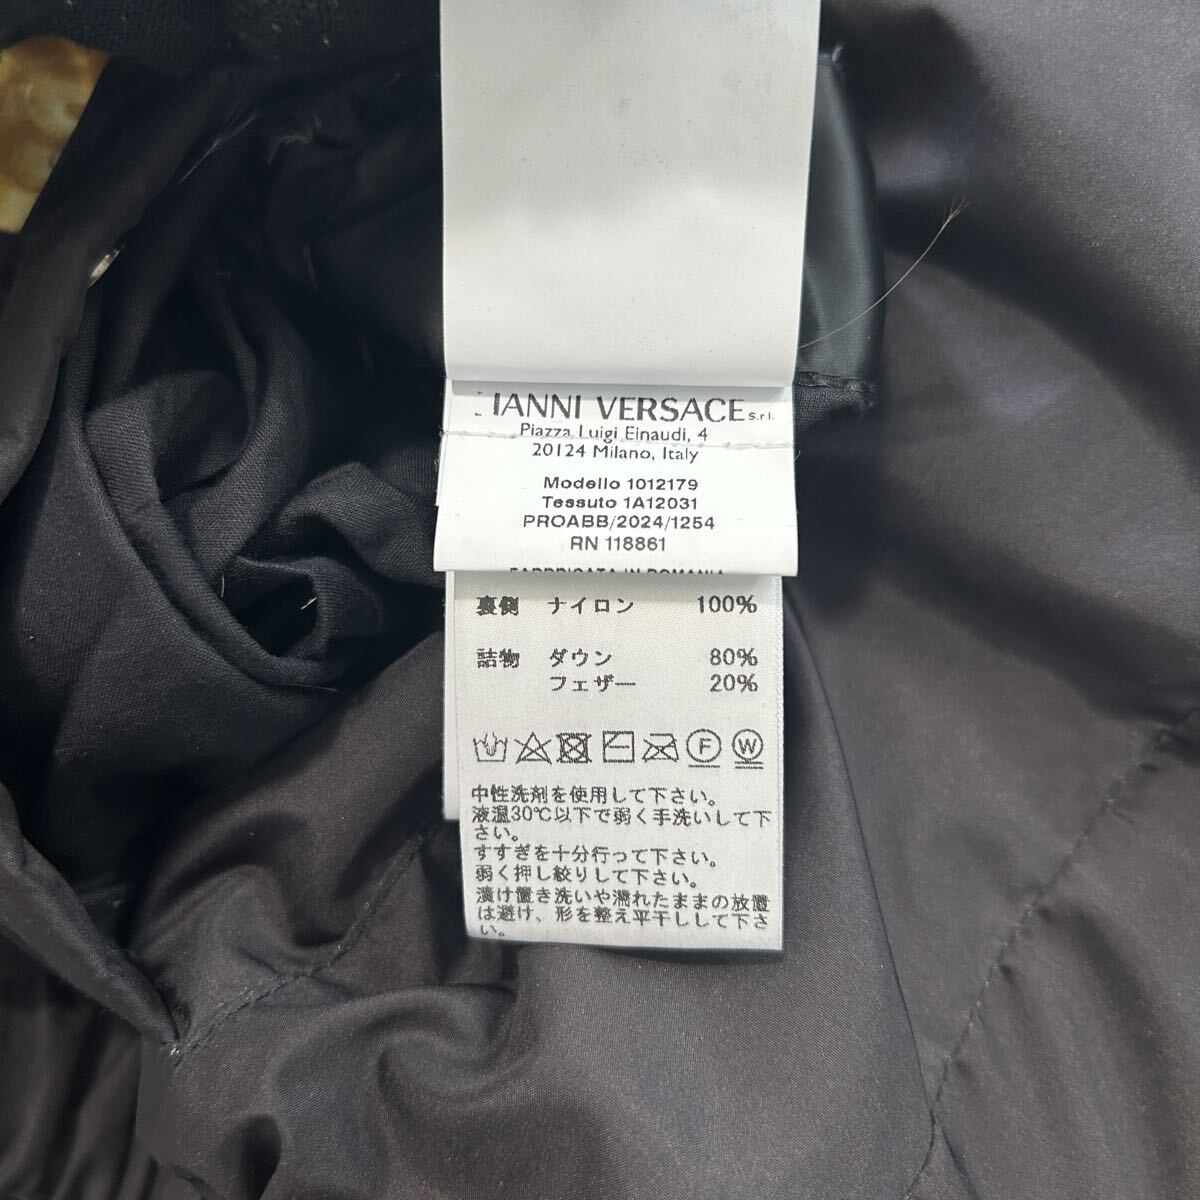 IANNI VERSACE s.r.l.
Piazza Luigi Einaudi, 4
20124 Milano, Italy
Modello 1012179
Tessuto 1A12031
PROABB/2024/1254
RN 118861
FABBRICATA IN ROMANIA
裏側 ナイロン 100%
詰物 ダウン 80%
フェザー 20%
F W
中性洗剤を使用して下さい。
液温30℃以下で弱く手洗いして下
さい。
すすぎを十分行って下さい。
弱く押し絞りして下さい。
漬け置き洗いや濡れたままの放置
は避け、形を整え平干しして下さ
い。